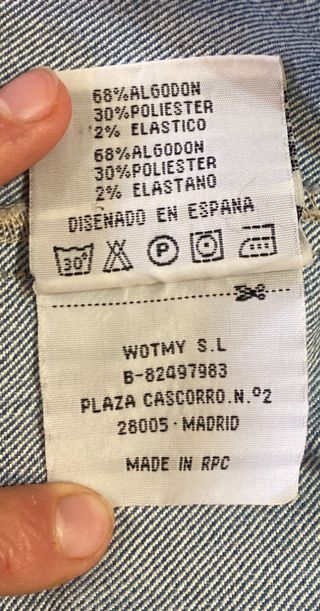 68%ALGODON
30%POLIESTER
2% ELASTICO
68%ALGODON
30%POLIESTER
2% ELASTANO
DISENADO EN ESPANA
30° P
WOTMY S.L
B-82497983
PLAZA CASCORRO.N.º2
28005·MADRID
MADE IN RPC